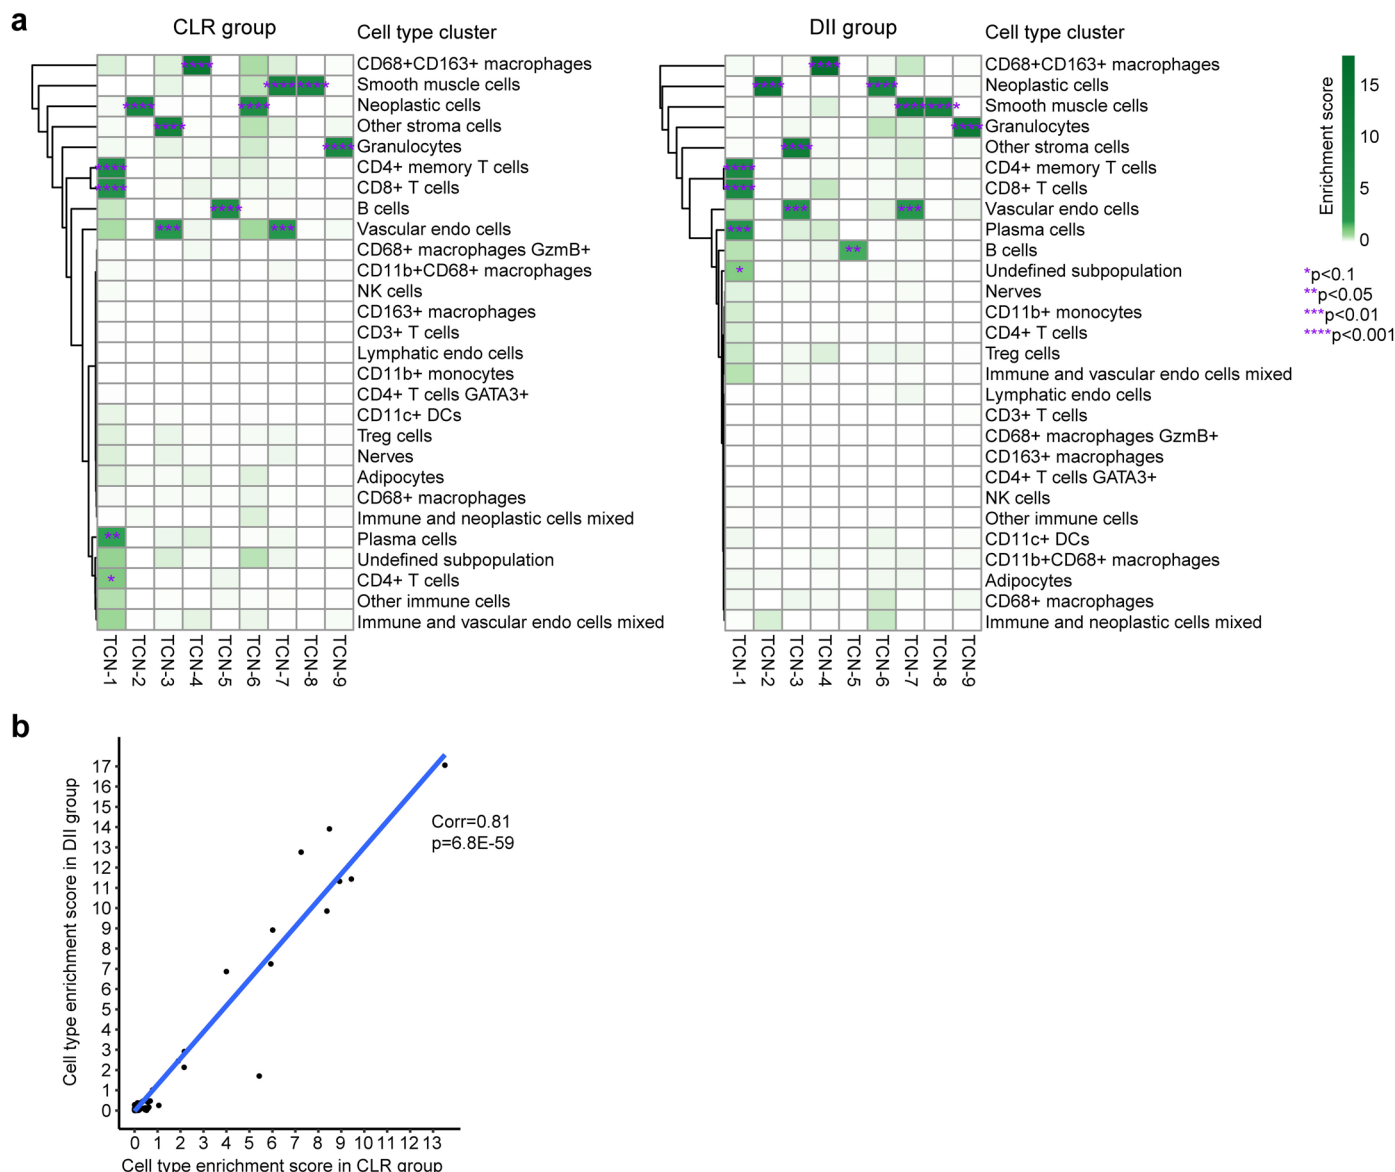 a
CLR group
Cell type cluster
CD68+CD163+ macrophages
Smooth muscle cells
Neoplastic cells
Other stroma cells
Granulocytes
CD4+ memory T cells
CD8+ T cells
B cells
Vascular endo cells
CD68+ macrophages GzmB+
CD11b+CD68+ macrophages
NK cells
CD163+ macrophages
CD3+ T cells
Lymphatic endo cells
CD11b+ monocytes
CD4+ T cells GATA3+
CD11c+ DCs
Treg cells
Nerves
Adipocytes
CD68+ macrophages
Immune and neoplastic cells mixed
Plasma cells
Undefined subpopulation
CD4+ T cells
Other immune cells
Immune and vascular endo cells mixed
TCN-1
TCN-2
TCN-3
TCN-4
TCN-5
TCN-6
TCN-7
TCN-8
TCN-9
DII group
Cell type cluster
CD68+CD163+ macrophages
Neoplastic cells
Smooth muscle cells
Granulocytes
Other stroma cells
CD4+ memory T cells
CD8+ T cells
Vascular endo cells
Plasma cells
B cells
Undefined subpopulation
Nerves
CD11b+ monocytes
CD4+ T cells
Treg cells
Immune and vascular endo cells mixed
Lymphatic endo cells
CD3+ T cells
CD68+ macrophages GzmB+
CD163+ macrophages
CD4+ T cells GATA3+
NK cells
Other immune cells
CD11c+ DCs
CD11b+CD68+ macrophages
Adipocytes
CD68+ macrophages
Immune and neoplastic cells mixed
TCN-1
TCN-2
TCN-3
TCN-4
TCN-5
TCN-6
TCN-7
TCN-8
TCN-9
Enrichment score
15
10
5
0
*p<0.1
**p<0.05
***p<0.01
****p<0.001
b
Cell type enrichment score in DII group
17
16
15
14
13
12
11
10
9
8
7
6
5
4
3
2
1
0
Corr=0.81
p=6.8E-59
0 1 2 3 4 5 6 7 8 9 10 11 12 13
Cell type enrichment score in CLR group